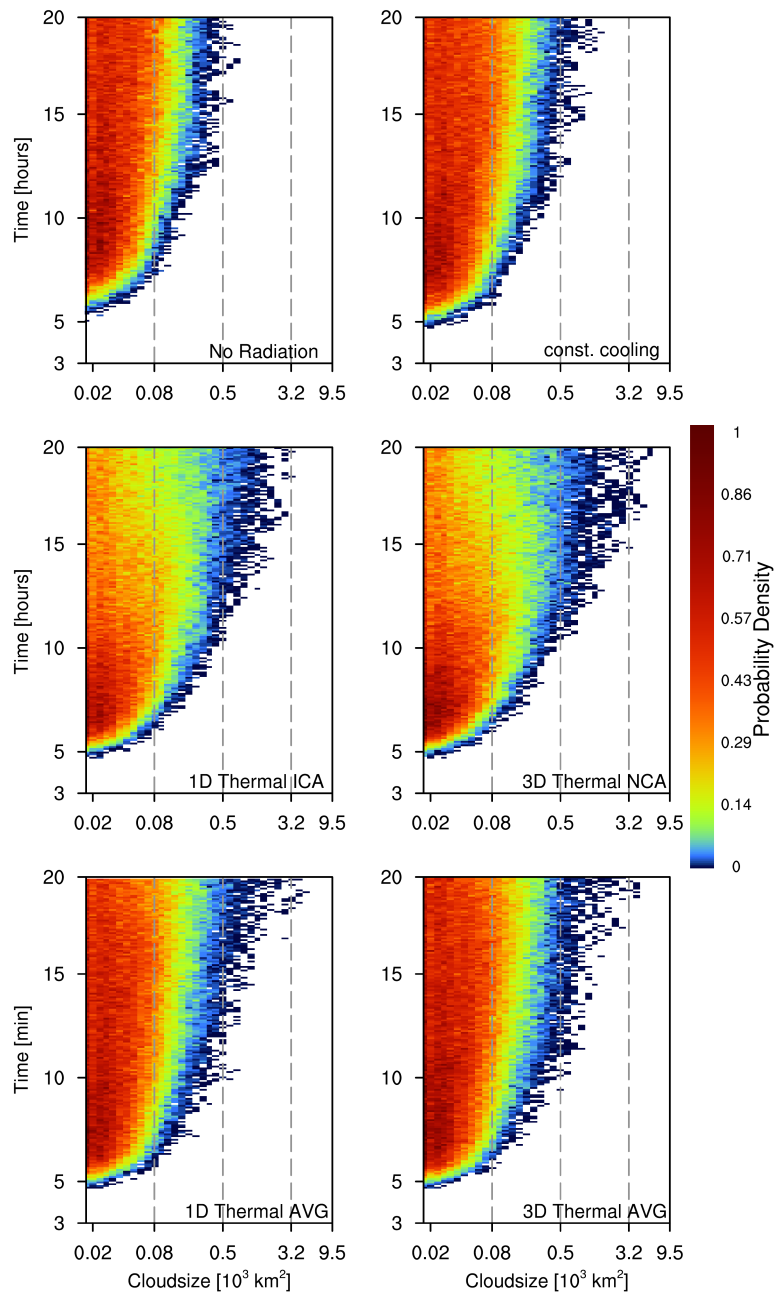 20
15
10
5
3
Time [hours]
No Radiation
0.02 0.08 0.5 3.2 9.5
20
15
10
5
3
const. cooling
0.02 0.08 0.5 3.2 9.5
20
15
10
5
3
Time [hours]
1D Thermal ICA
0.02 0.08 0.5 3.2 9.5
20
15
10
5
3
3D Thermal NCA
0.02 0.08 0.5 3.2 9.5
1
0.86
0.71
0.57
0.43
0.29
0.14
0
Probability Density
20
15
10
5
3
Time [min]
1D Thermal AVG
0.02 0.08 0.5 3.2 9.5
Cloudsize [10³ km²]
20
15
10
5
3
3D Thermal AVG
0.02 0.08 0.5 3.2 9.5
Cloudsize [10³ km²]